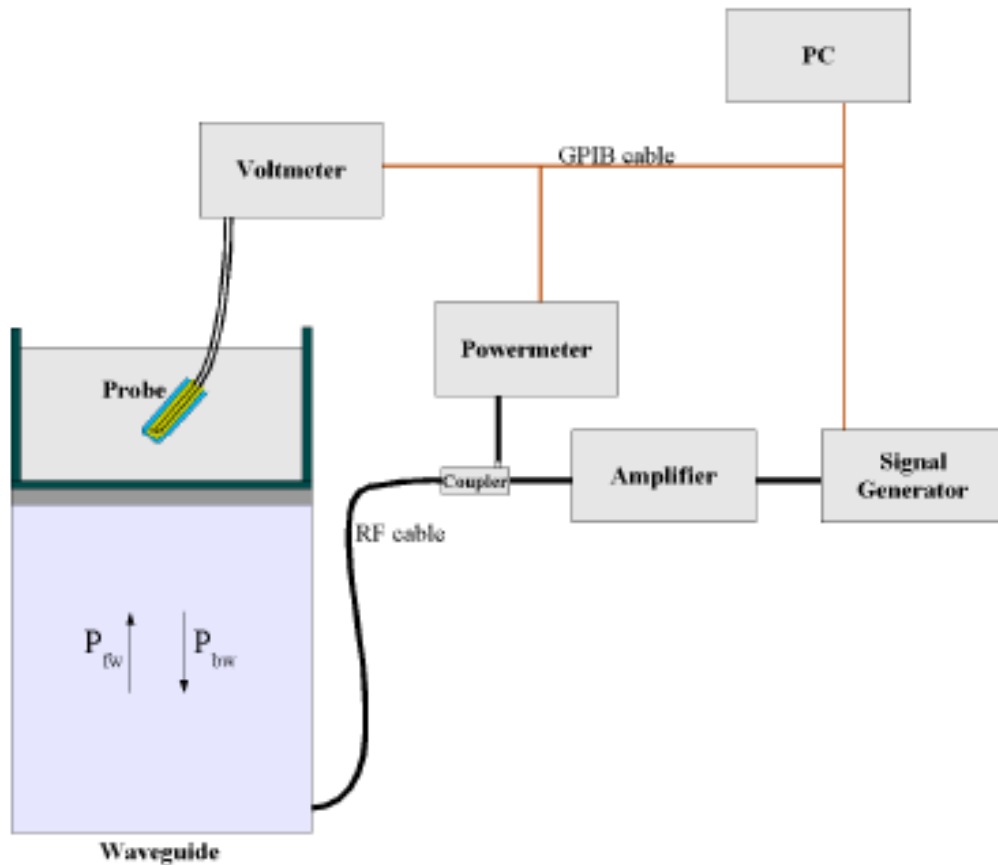 PC
Voltmeter
GPIB cable
Powermeter
Probe
Coupler
Amplifier
Signal
Generator
RF cable
P fw
P bw
Waveguide